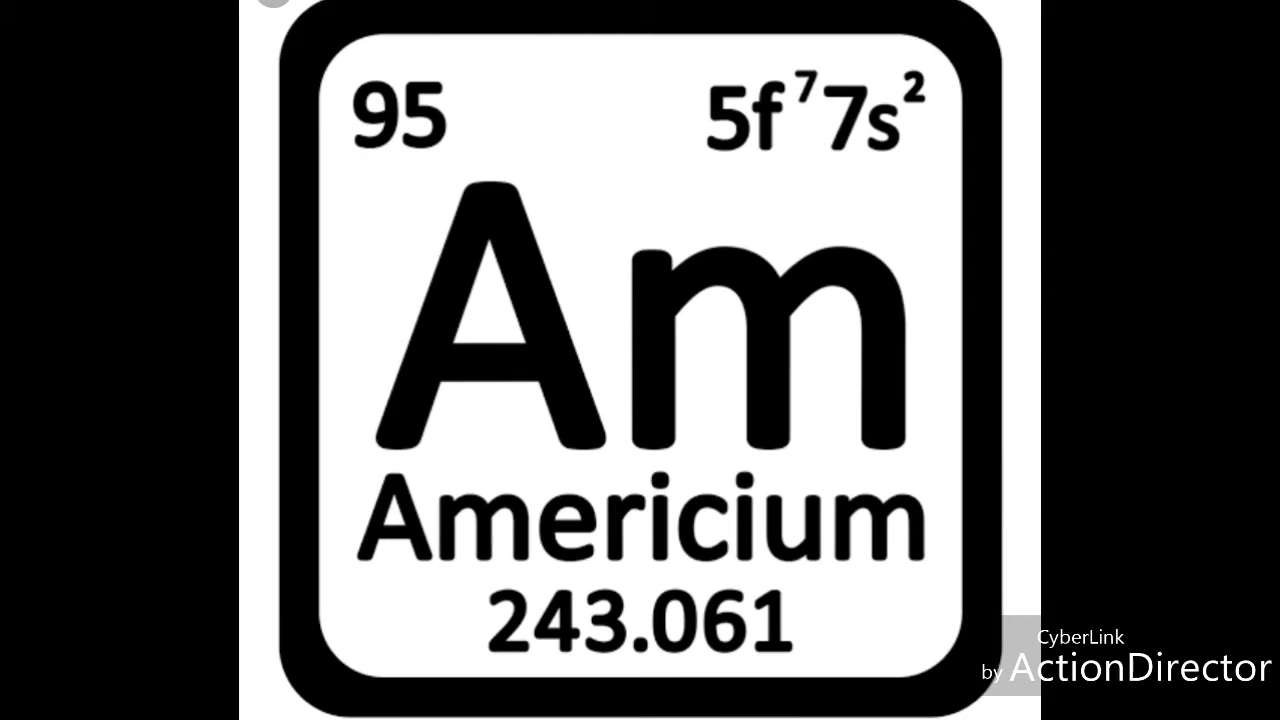 95 5f⁷7s²
Am
Americium
243.061
CyberLink
by ActionDirector